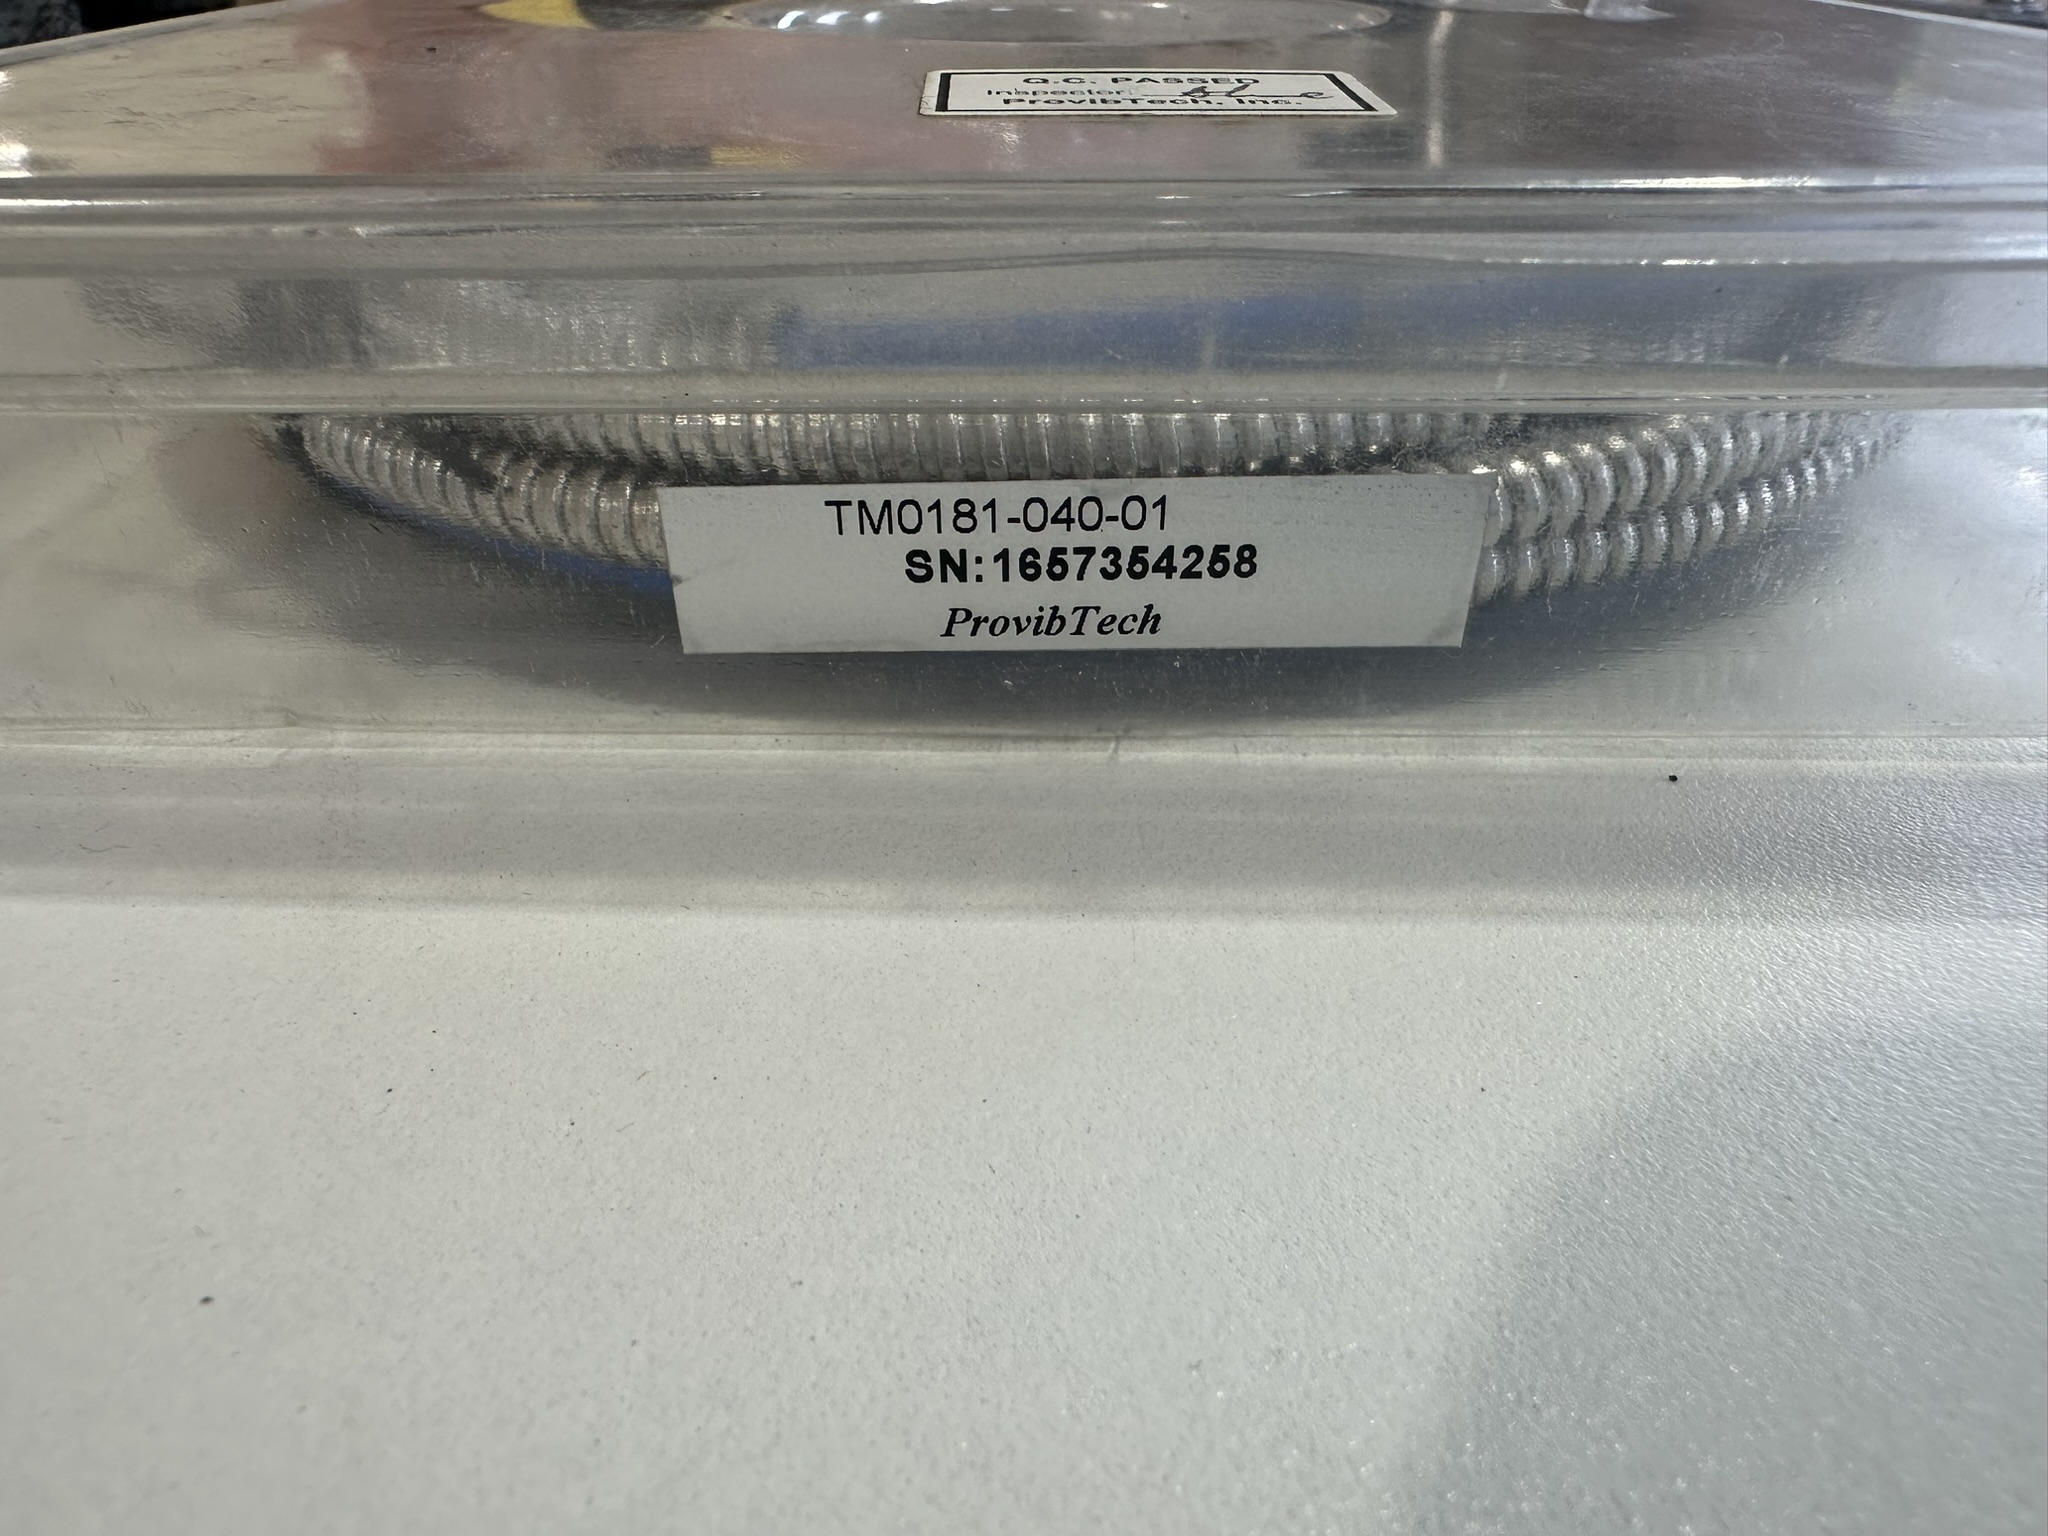 Q.C. PASSED
Inspector:
ProvibTech, Inc.
TM0181-040-01
SN:1657354258
ProvibTech